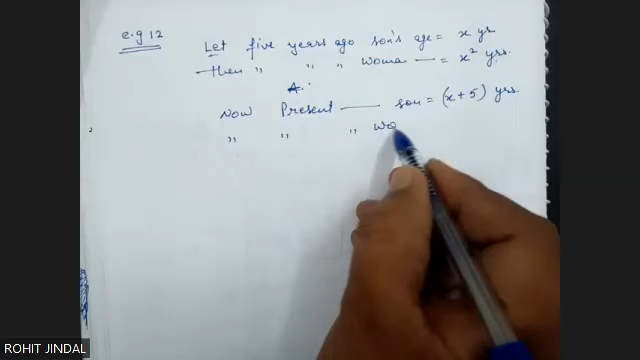 e.g 12
Let five years ago son's age = x yr
then " " " woman — = x² yrs.
Now Present — son = (x+5) yrs.
" " " wo
ROHIT JINDAL